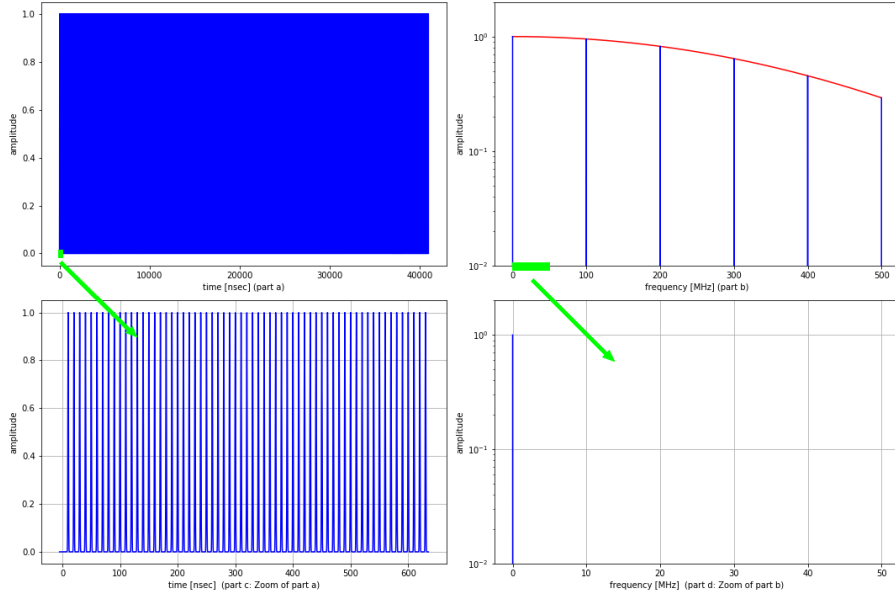 1.0
0.8
0.6
0.4
0.2
0.0
amplitude
0 10000 20000 30000 40000
time [nsec] (part a)
10⁰
10⁻¹
10⁻²
amplitude
0 100 200 300 400 500
frequency [MHz] (part b)
1.0
0.8
0.6
0.4
0.2
0.0
amplitude
0 100 200 300 400 500 600
time [nsec] (part c: Zoom of part a)
10⁰
10⁻¹
10⁻²
amplitude
0 10 20 30 40 50
frequency [MHz] (part d: Zoom of part b)